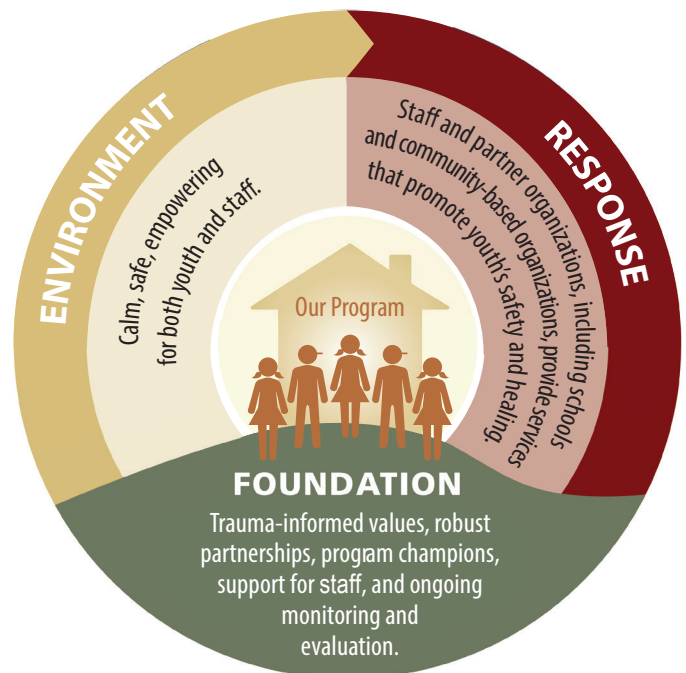 ENVIRONMENT
Calm, safe, empowering
for both youth and staff.
RESPONSE
Staff and partner organizations, including schools
and community-based organizations, provide services
that promote youth's safety and healing.
Our Program
FOUNDATION
Trauma-informed values, robust
partnerships, program champions,
support for staff, and ongoing
monitoring and
evaluation.